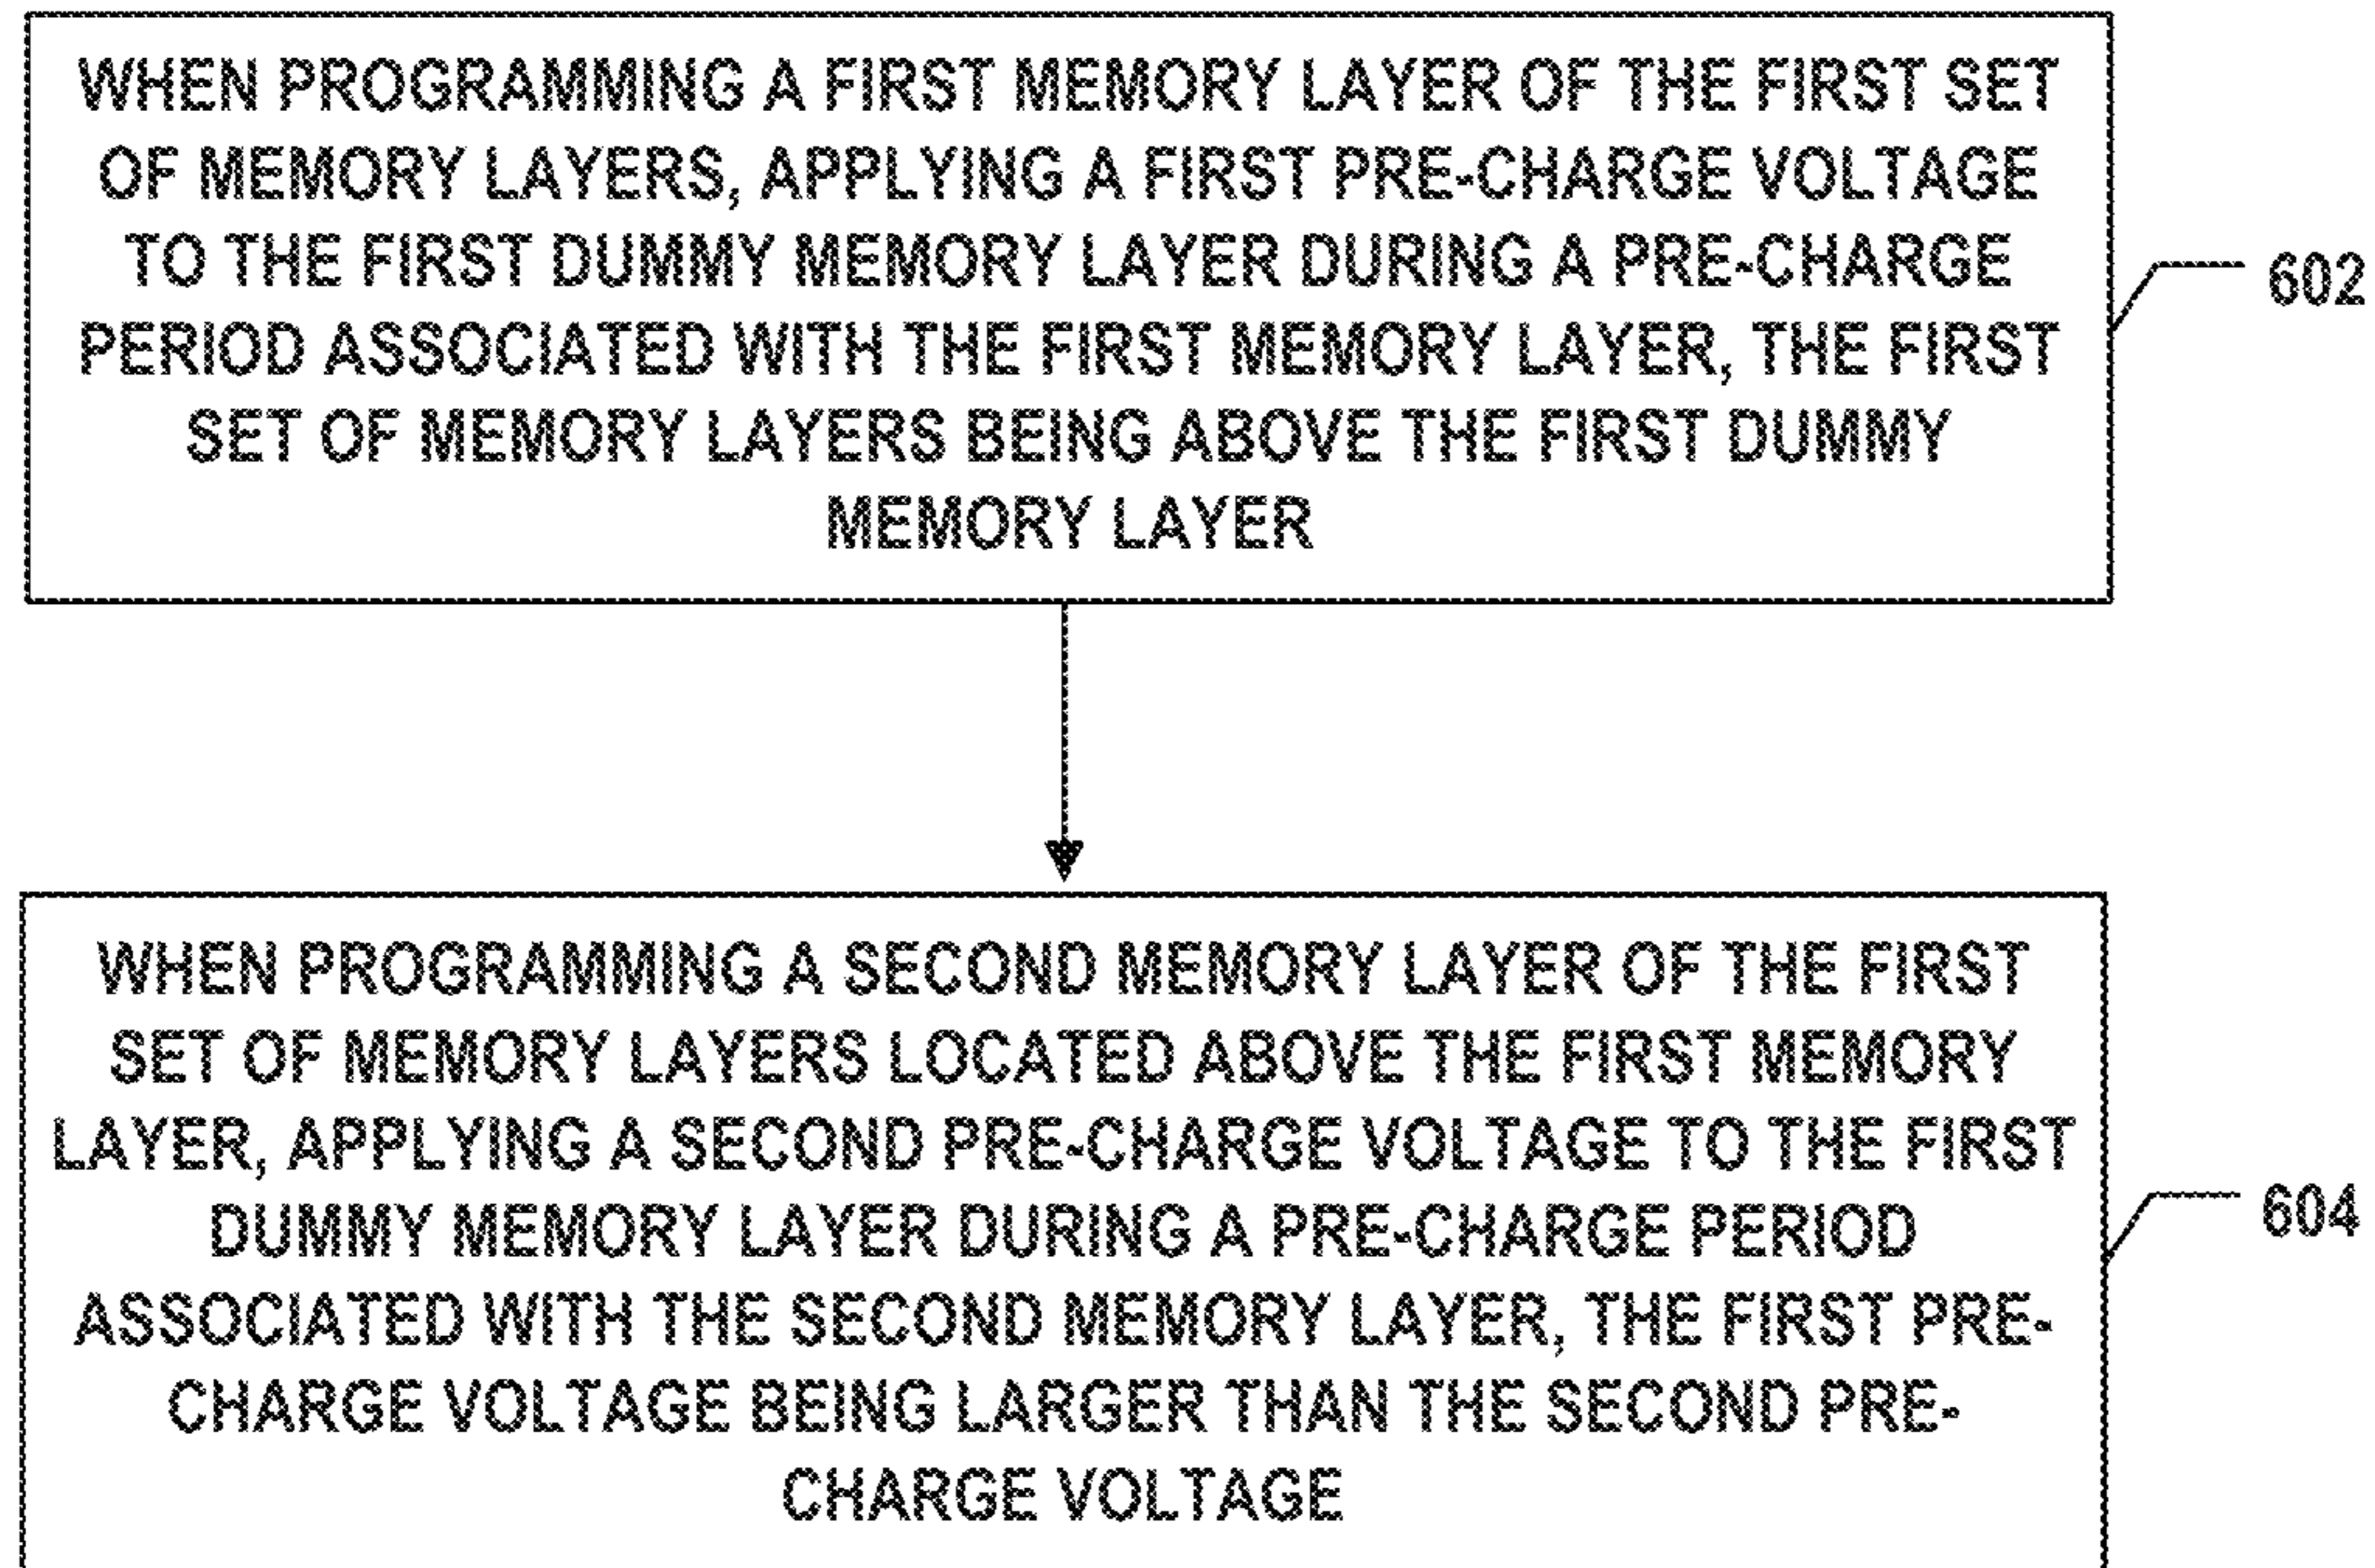 WHEN PROGRAMMING A FIRST MEMORY LAYER OF THE FIRST SET
OF MEMORY LAYERS, APPLYING A FIRST PRE-CHARGE VOLTAGE
TO THE FIRST DUMMY MEMORY LAYER DURING A PRE-CHARGE
PERIOD ASSOCIATED WITH THE FIRST MEMORY LAYER, THE FIRST
SET OF MEMORY LAYERS BEING ABOVE THE FIRST DUMMY
MEMORY LAYER
602
WHEN PROGRAMMING A SECOND MEMORY LAYER OF THE FIRST
SET OF MEMORY LAYERS LOCATED ABOVE THE FIRST MEMORY
LAYER, APPLYING A SECOND PRE-CHARGE VOLTAGE TO THE FIRST
DUMMY MEMORY LAYER DURING A PRE-CHARGE PERIOD
ASSOCIATED WITH THE SECOND MEMORY LAYER, THE FIRST PRE-
CHARGE VOLTAGE BEING LARGER THAN THE SECOND PRE-
CHARGE VOLTAGE
604